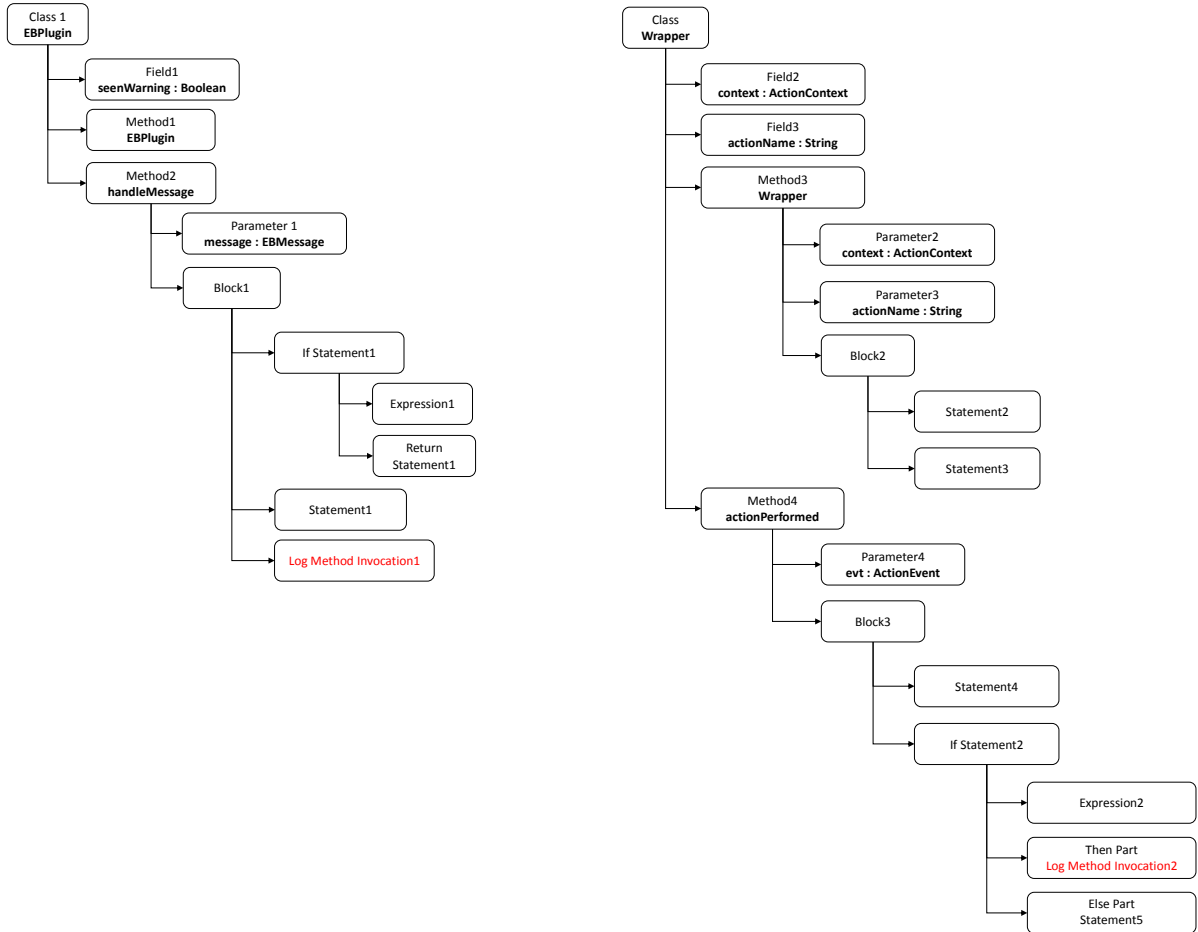 Class 1
EBPlugin
Field1
seenWarning : Boolean
Method1
EBPlugin
Method2
handleMessage
Parameter 1
message : EBMessage
Block1
If Statement1
Expression1
Return
Statement1
Statement1
Log Method Invocation1
Class
Wrapper
Field2
context : ActionContext
Field3
actionName : String
Method3
Wrapper
Parameter2
context : ActionContext
Parameter3
actionName : String
Block2
Statement2
Statement3
Method4
actionPerformed
Parameter4
evt : ActionEvent
Block3
Statement4
If Statement2
Expression2
Then Part
Log Method Invocation2
Else Part
Statement5